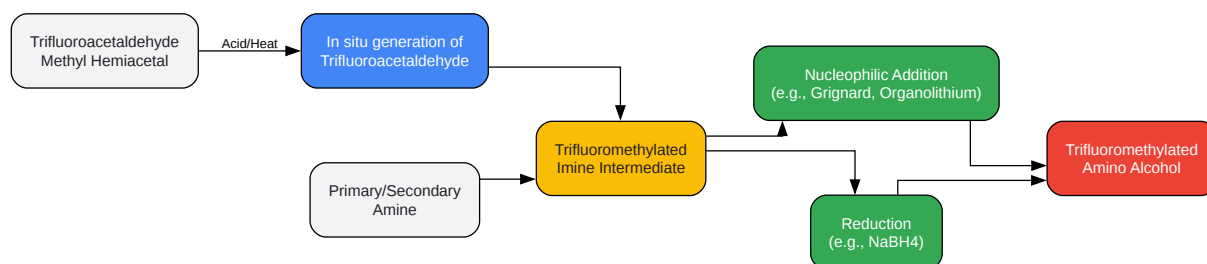 Trifluoroacetaldehyde
Methyl Hemiacetal
Acid/Heat
In situ generation of
Trifluoroacetaldehyde
Nucleophilic Addition
(e.g., Grignard, Organolithium)
Trifluoromethylated
Imine Intermediate
Trifluoromethylated
Amino Alcohol
Primary/Secondary
Amine
Reduction
(e.g., NaBH4)